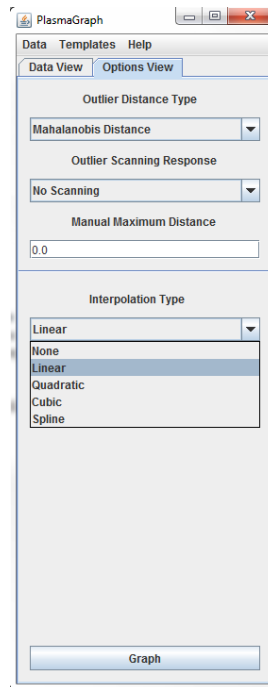 PlasmaGraph
Data Templates Help
Data View Options View
Outlier Distance Type
Mahalanobis Distance
Outlier Scanning Response
No Scanning
Manual Maximum Distance
0.0
Interpolation Type
Linear
None
Linear
Quadratic
Cubic
Spline
Graph